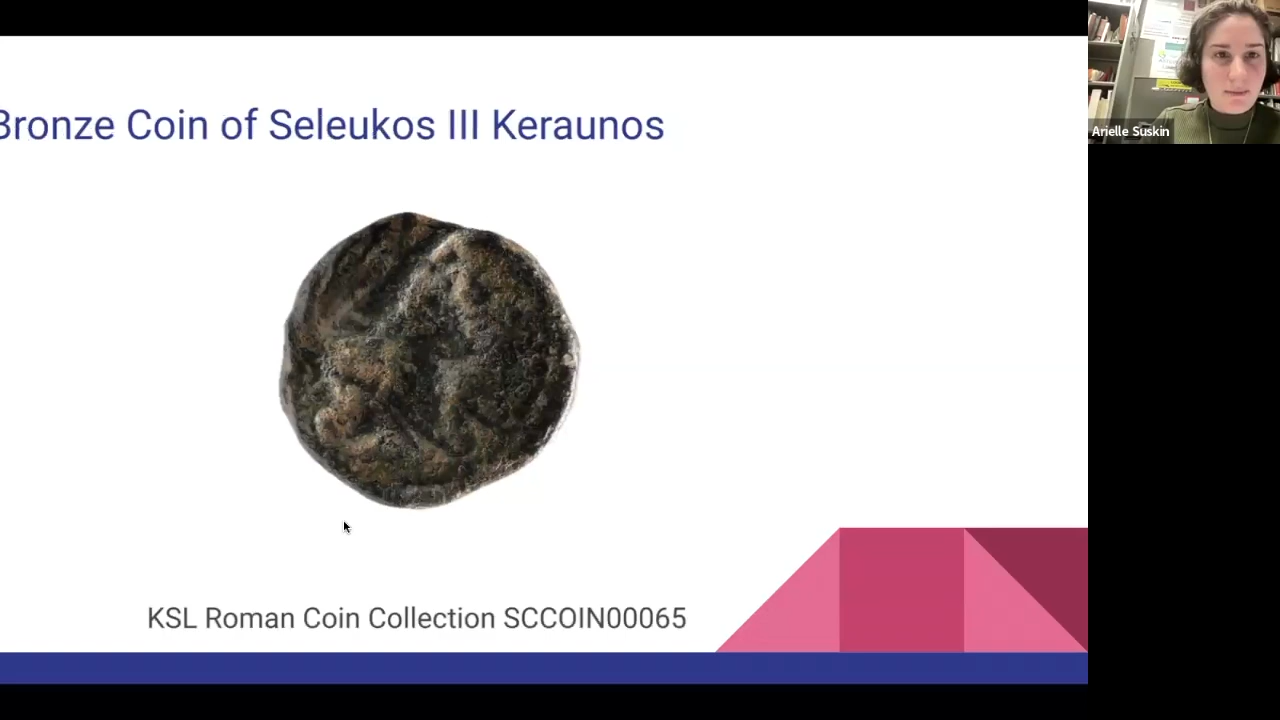 Bronze Coin of Seleukos III Keraunos
Arielle Suskin
KSL Roman Coin Collection SCCOIN00065